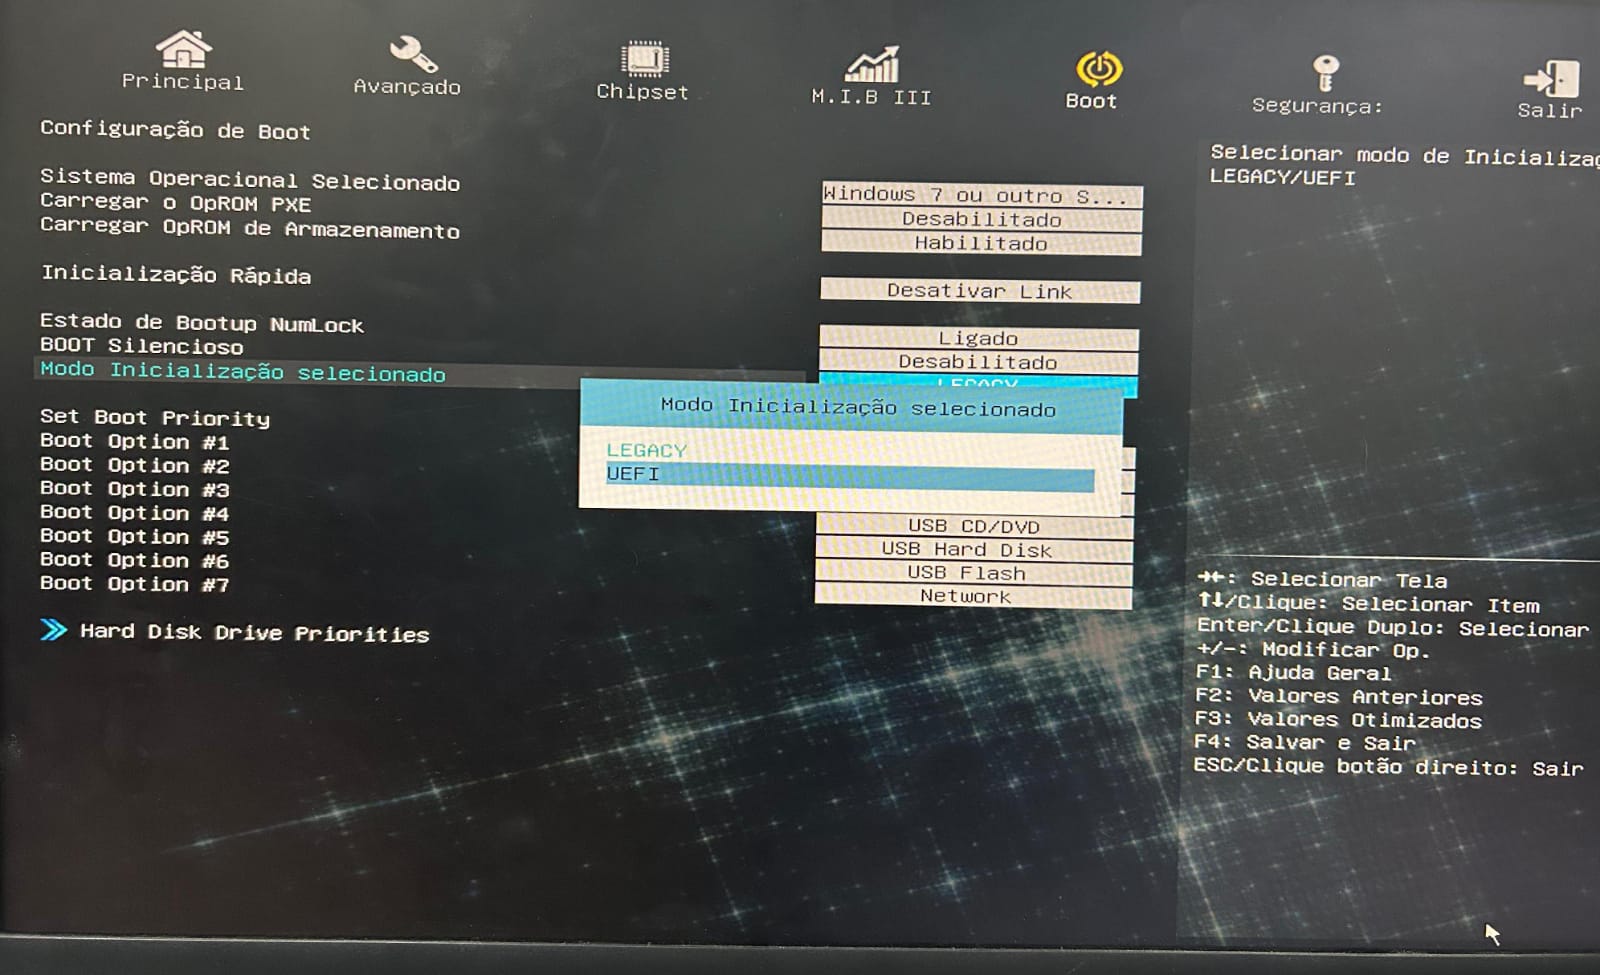 Principal
Avançado
Chipset
M.I.B III
Boot
Segurança:
Salir
Configuração de Boot
Sistema Operacional Selecionado
Windows 7 ou outro S...
Carregar o OpROM PXE
Desabilitado
Carregar OpROM de Armazenamento
Habilitado
Inicialização Rápida
Desativar Link
Estado de Bootup NumLock
Ligado
BOOT Silencioso
Desabilitado
Modo Inicialização selecionado
LEGACY
Modo Inicialização selecionado
LEGACY
UEFI
Set Boot Priority
Boot Option #1
Boot Option #2
Boot Option #3
Boot Option #4
USB CD/DVD
Boot Option #5
USB Hard Disk
Boot Option #6
USB Flash
Boot Option #7
Network
Hard Disk Drive Priorities
Selecionar modo de Inicializaç
LEGACY/UEFI
→←: Selecionar Tela
↑↓/Clique: Selecionar Item
Enter/Clique Duplo: Selecionar
+/-: Modificar Op.
F1: Ajuda Geral
F2: Valores Anteriores
F3: Valores Otimizados
F4: Salvar e Sair
ESC/Clique botão direito: Sair